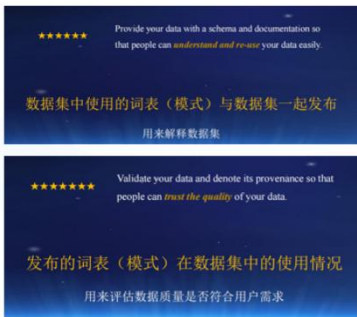 ★★★★★★
Provide your data with a schema and documentation so
that people can understand and re-use your data easily.
数据集中使用的词表（模式）与数据集一起发布
用来解释数据集
★★★★★★★
Validate your data and denote its provenance so that
people can trust the quality of your data.
发布的词表（模式）在数据集中的使用情况
用来评估数据质量是否符合用户需求